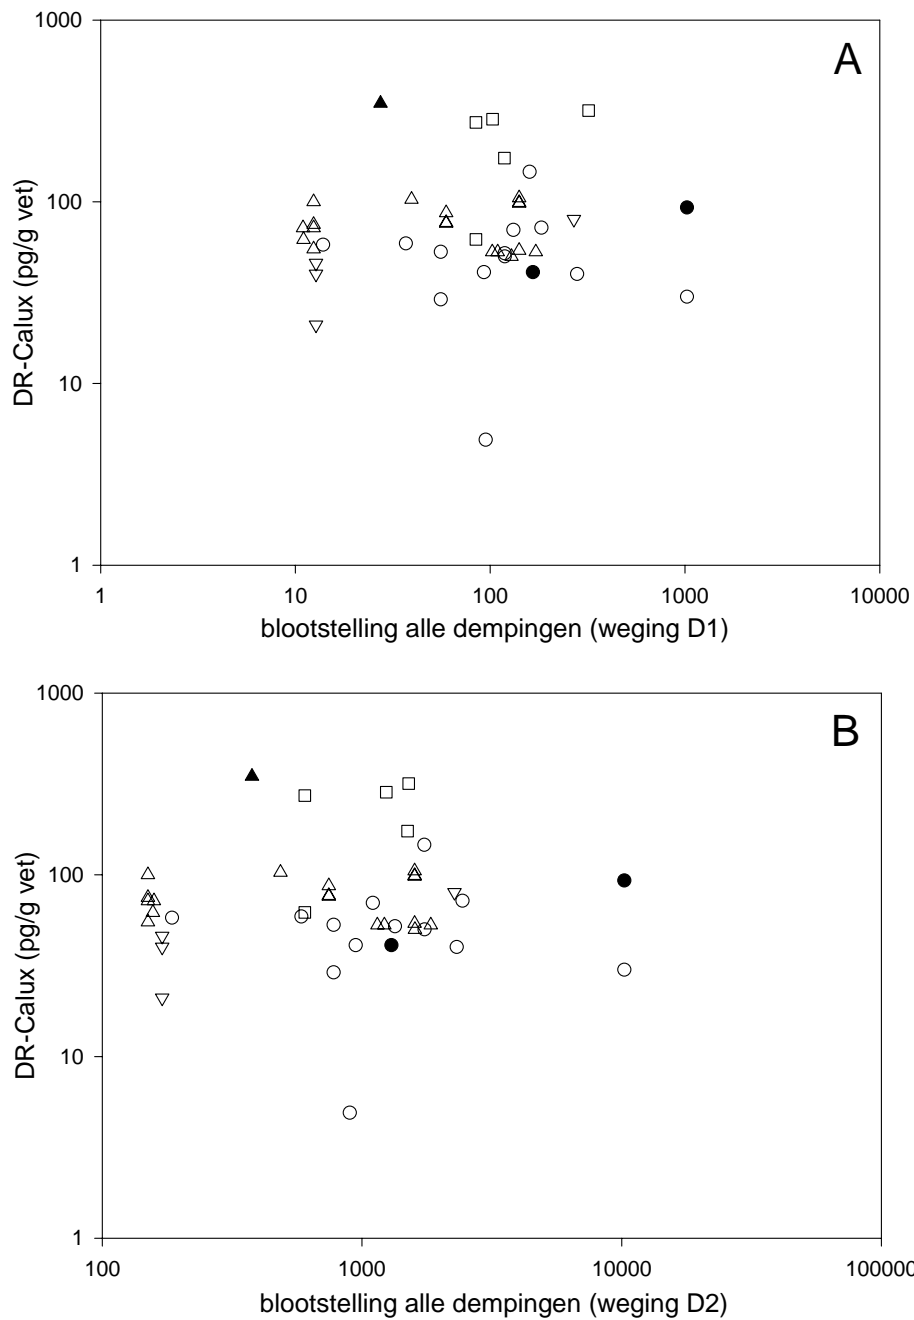 1000
A
100
10
1
DR-Calux (pg/g vet)
1 10 100 1000 10000
blootstelling alle dempingen (weging D1)
1000
B
100
10
1
DR-Calux (pg/g vet)
100 1000 10000 100000
blootstelling alle dempingen (weging D2)